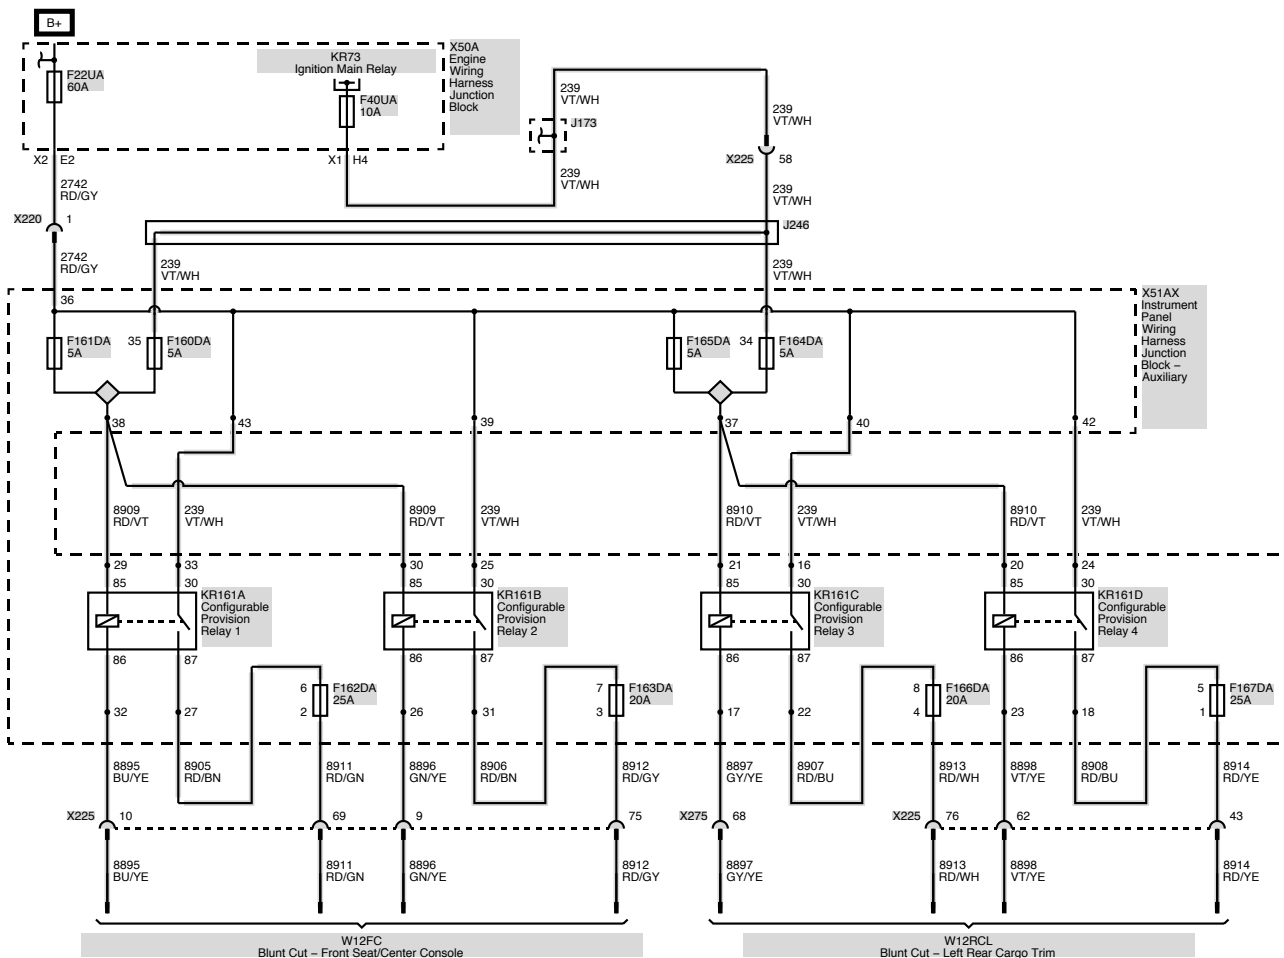 B+
KR73
Ignition Main Relay
X50A
Engine
Wiring
Harness
Junction
Block
F22UA
60A
F40UA
10A
239
VT/WH
J173
239
VT/WH
X2 E2
X1 H4
X225 58
2742
RD/GY
239
VT/WH
239
VT/WH
X220 1
J246
2742
RD/GY
239
VT/WH
239
VT/WH
36
X51AX
Instrument
Panel
Wiring
Harness
Junction
Block –
Auxiliary
F161DA
5A
35
F160DA
5A
F165DA
5A
34
F164DA
5A
38
43
39
37
40
42
8909
RD/VT
239
VT/WH
8909
RD/VT
239
VT/WH
8910
RD/VT
239
VT/WH
8910
RD/VT
239
VT/WH
29
33
30
25
21
16
20
24
85 30
85 30
85 30
85 30
KR161A
Configurable
Provision
Relay 1
KR161B
Configurable
Provision
Relay 2
KR161C
Configurable
Provision
Relay 3
KR161D
Configurable
Provision
Relay 4
86 87
86 87
86 87
86 87
6
2
F162DA
25A
7
3
F163DA
20A
8
4
F166DA
20A
5
1
F167DA
25A
32
27
26
31
17
22
23
18
8895
BU/YE
8905
RD/BN
8911
RD/GN
8896
GN/YE
8906
RD/BN
8912
RD/GY
8897
GY/YE
8907
RD/BU
8913
RD/WH
8898
VT/YE
8908
RD/BU
8914
RD/YE
X225 10
69
9
75
X275 68
X225 76
62
43
8895
BU/YE
8911
RD/GN
8896
GN/YE
8912
RD/GY
8897
GY/YE
8913
RD/WH
8898
VT/YE
8914
RD/YE
W12FC
Blunt Cut – Front Seat/Center Console
W12RCL
Blunt Cut – Left Rear Cargo Trim